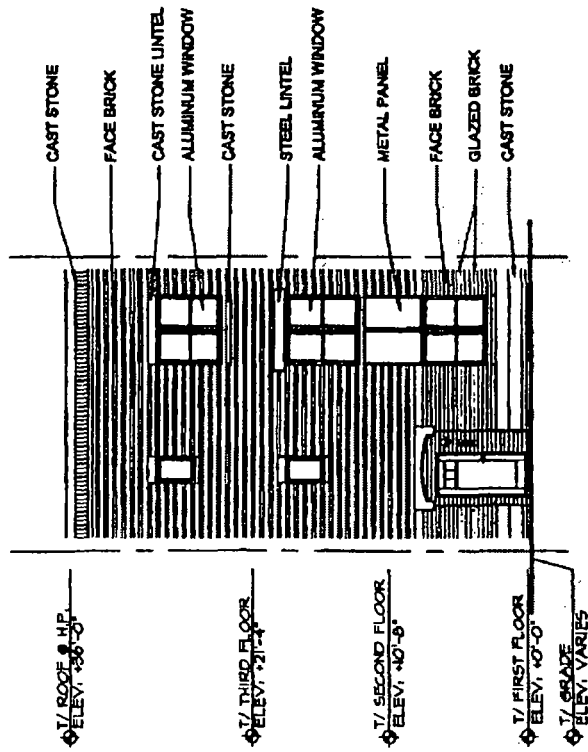 CAST STONE
FACE BRICK
CAST STONE LINTEL
ALUMINUM WINDOW
CAST STONE
STEEL LINTEL
ALUMINUM WINDOW
METAL PANEL
FACE BRICK
GLAZED BRICK
CAST STONE
T/ ROOF @ H.P.
ELEV. +36'-0"
T/ THIRD FLOOR
ELEV. +21'-4"
T/ SECOND FLOOR
ELEV. +10'-8"
T/ FIRST FLOOR
ELEV. +0'-0"
T/ GRADE
ELEV. VARIES